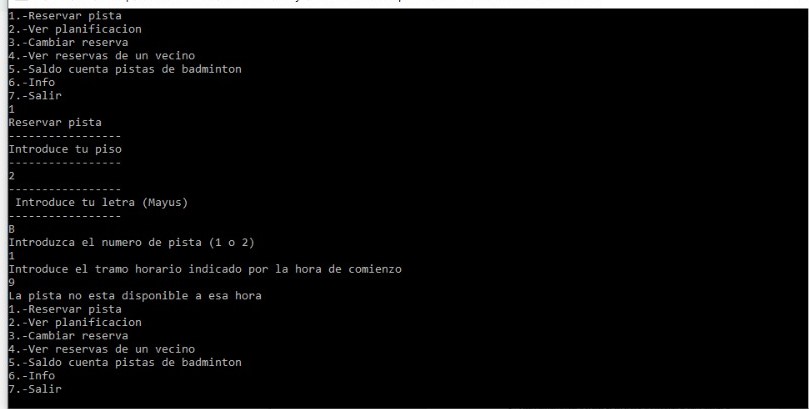 1.-Reservar pista
2.-Ver planificacion
3.-Cambiar reserva
4.-Ver reservas de un vecino
5.-Saldo cuenta pistas de badminton
6.-Info
7.-Salir
1
Reservar pista
-----------------
Introduce tu piso
-----------------
2
-----------------
 Introduce tu letra (Mayus)
-----------------
B
Introduzca el numero de pista (1 o 2)
1
Introduce el tramo horario indicado por la hora de comienzo
9
La pista no esta disponible a esa hora
1.-Reservar pista
2.-Ver planificacion
3.-Cambiar reserva
4.-Ver reservas de un vecino
5.-Saldo cuenta pistas de badminton
6.-Info
7.-Salir